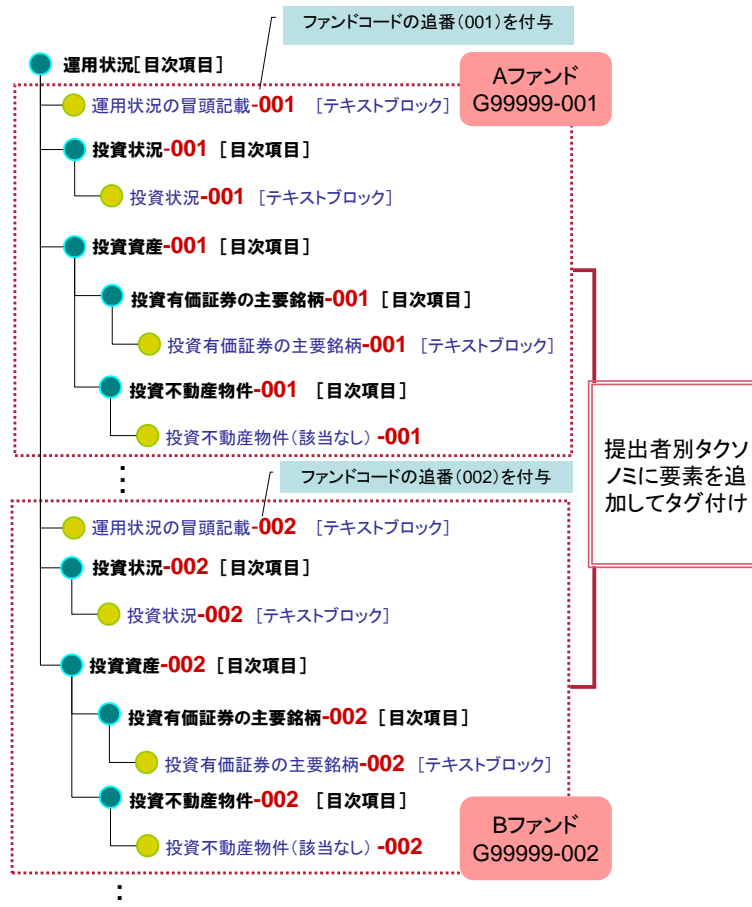 ファンドコードの追番(001)を付与
運用状況[目次項目]
Aファンド
G99999-001
運用状況の冒頭記載-001 [テキストブロック]
投資状況-001 [目次項目]
投資状況-001 [テキストブロック]
投資資産-001 [目次項目]
投資有価証券の主要銘柄-001 [目次項目]
投資有価証券の主要銘柄-001 [テキストブロック]
投資不動産物件-001 [目次項目]
投資不動産物件(該当なし) -001
提出者別タクソ
ノミに要素を追
加してタグ付け
⋮
ファンドコードの追番(002)を付与
運用状況の冒頭記載-002 [テキストブロック]
投資状況-002 [目次項目]
投資状況-002 [テキストブロック]
投資資産-002 [目次項目]
投資有価証券の主要銘柄-002 [目次項目]
投資有価証券の主要銘柄-002 [テキストブロック]
投資不動産物件-002 [目次項目]
投資不動産物件(該当なし) -002
Bファンド
G99999-002
⋮